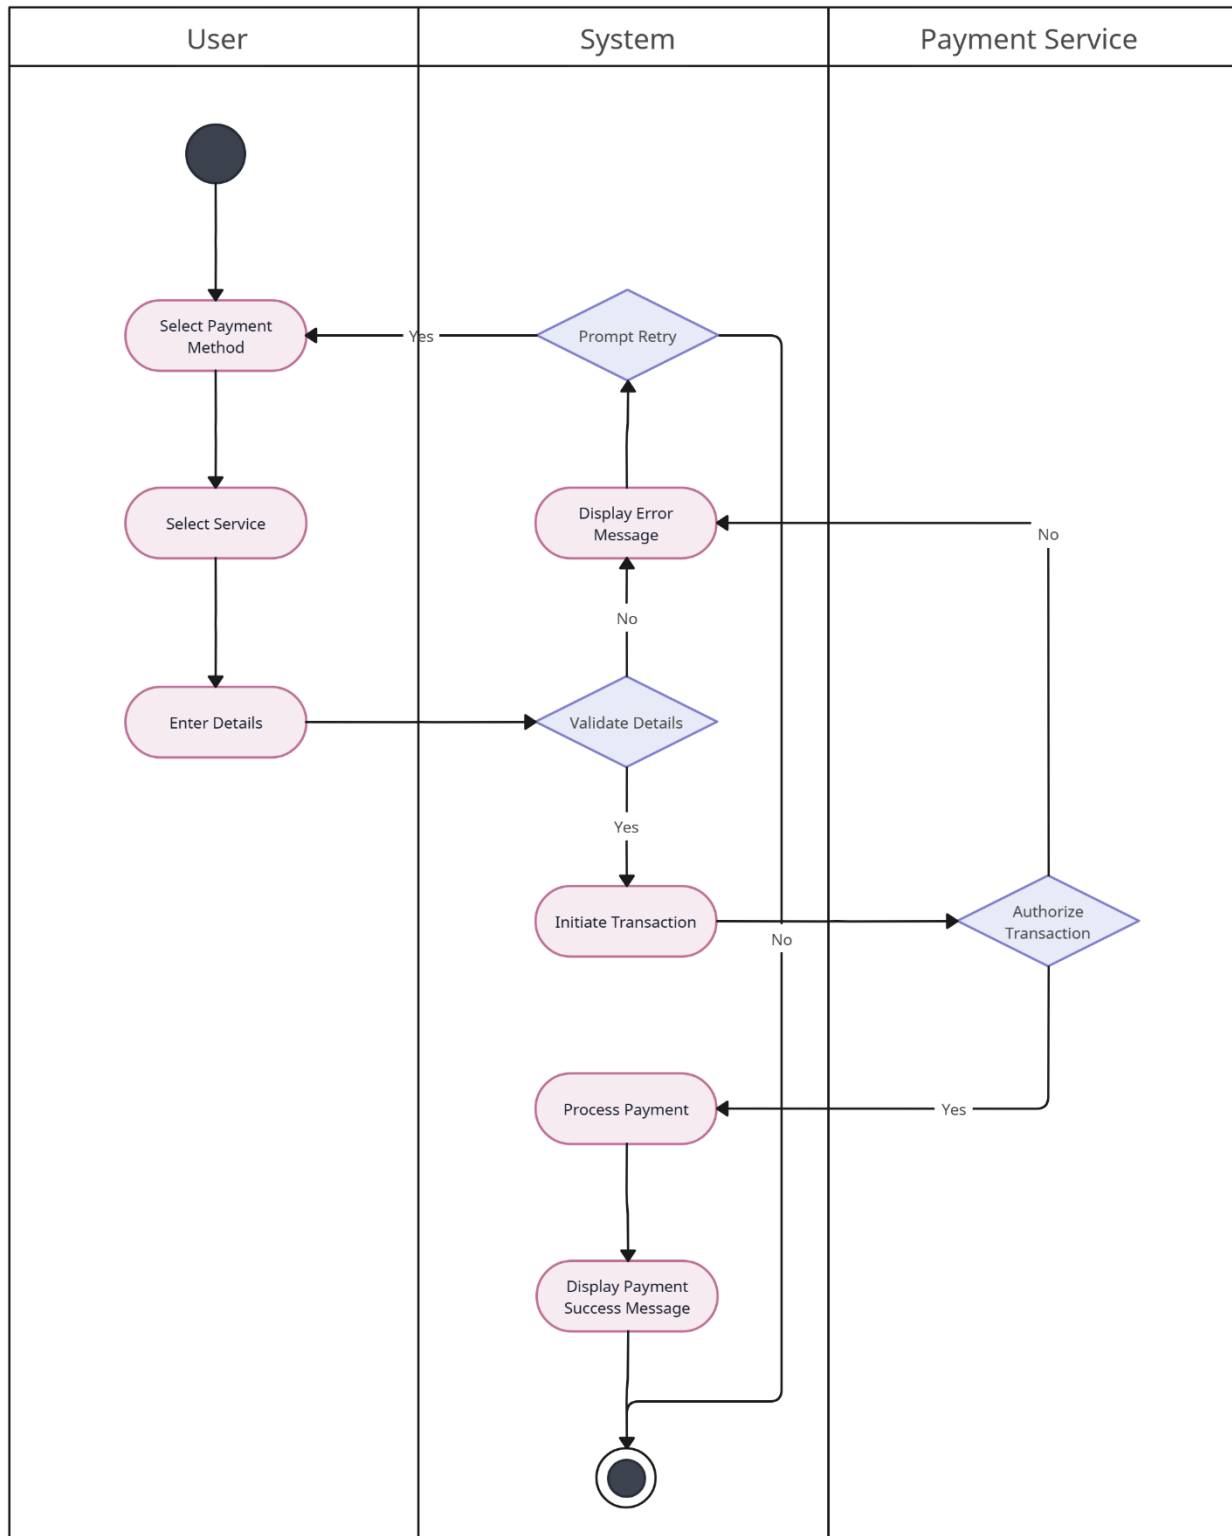 User
System
Payment Service
Select Payment
Method
Yes
Prompt Retry
Select Service
Display Error
Message
No
No
Enter Details
Validate Details
Yes
Initiate Transaction
Authorize
Transaction
No
Process Payment
Yes
Display Payment
Success Message